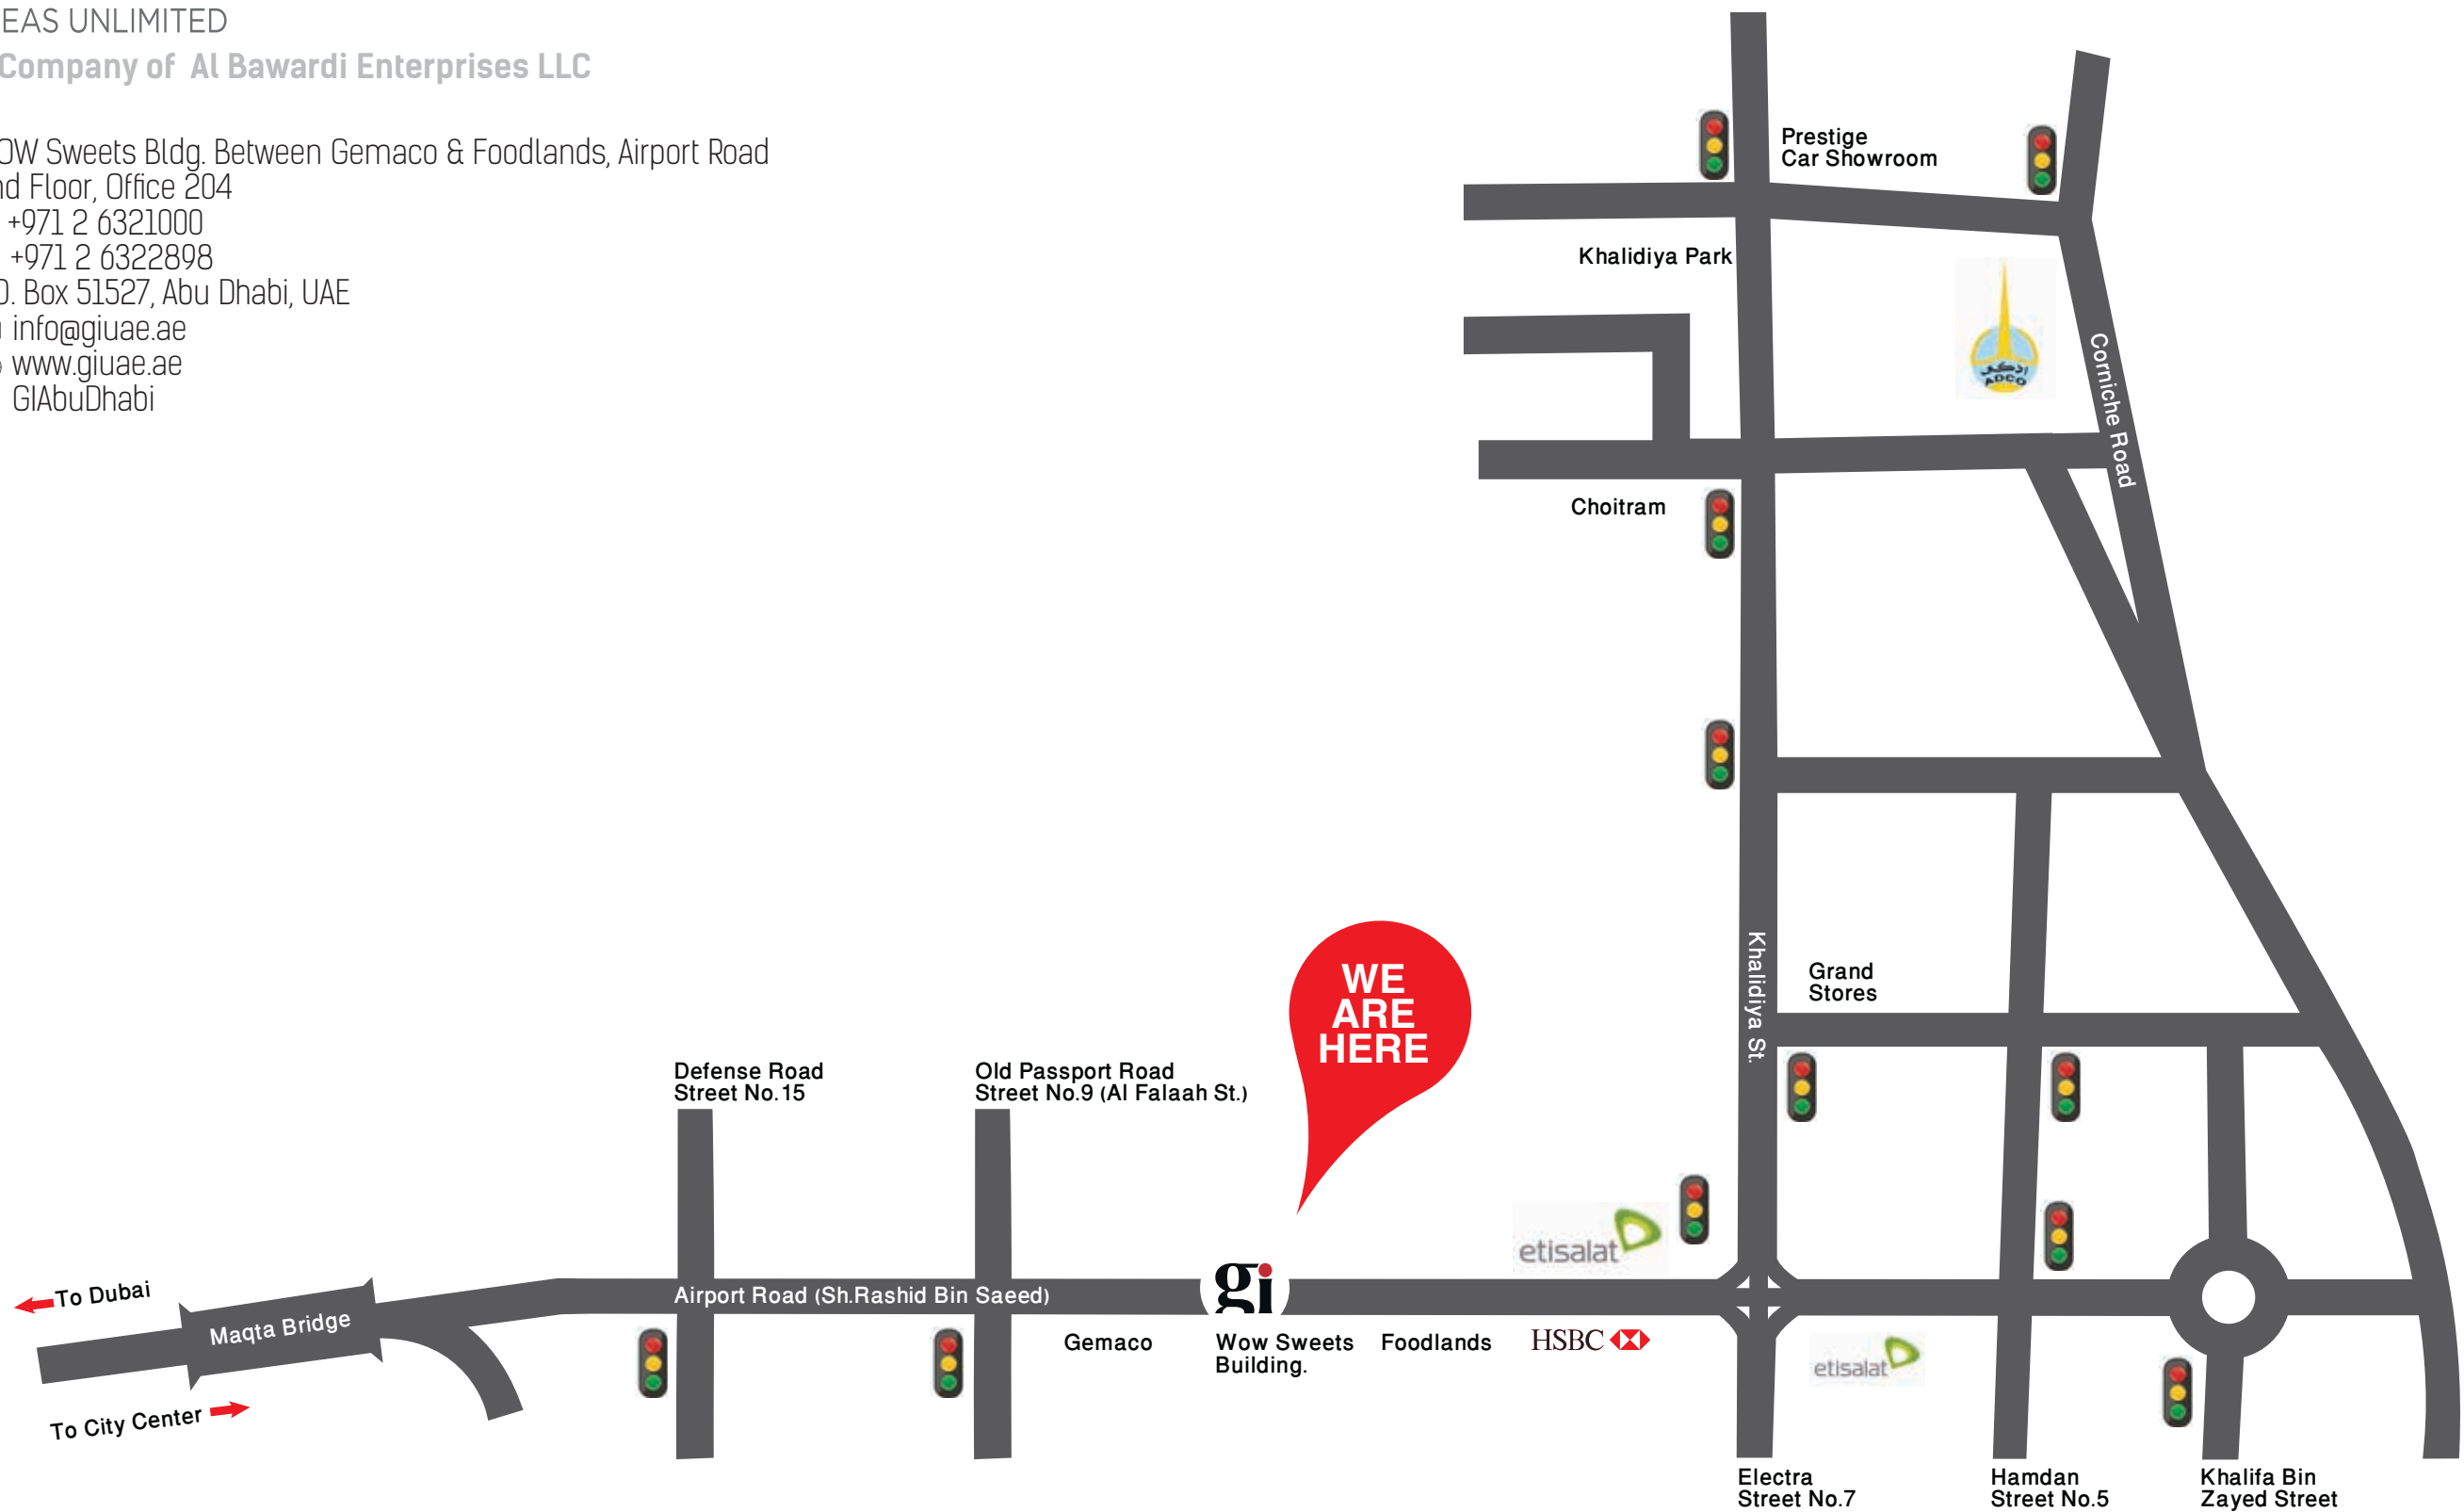 EAS UNLIMITED
Company of Al Bawardi Enterprises LLC
OW Sweets Bldg. Between Gemaco & Foodlands, Airport Road
nd Floor, Office 204
+971 2 6321000
+971 2 6322898
O. Box 51527, Abu Dhabi, UAE
info@giuae.ae
www.giuae.ae
GIAbuDhabi
Prestige
Car Showroom
Khalidiya Park
ادكو
ADCO
Corniche Road
Choitram
Khalidiya St.
Grand
Stores
WE
ARE
HERE
Defense Road
Street No.15
Old Passport Road
Street No.9 (Al Falaah St.)
etisalat
To Dubai
Maqta Bridge
To City Center
Airport Road (Sh.Rashid Bin Saeed)
gi
Gemaco
Wow Sweets
Building.
Foodlands
HSBC
etisalat
Electra
Street No.7
Hamdan
Street No.5
Khalifa Bin
Zayed Street